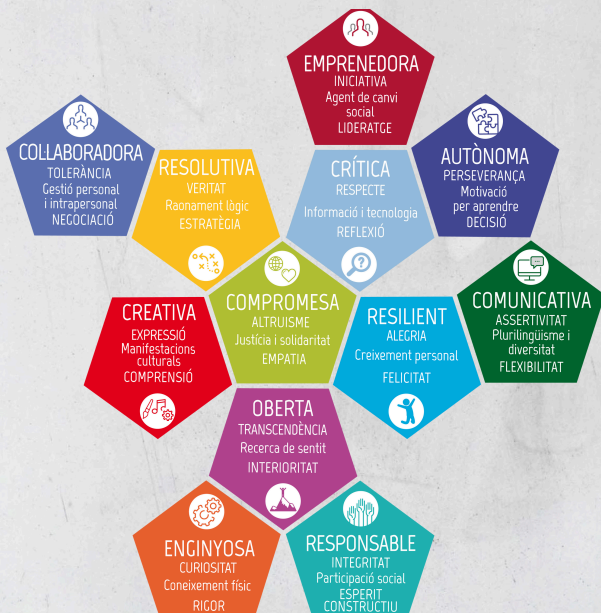 EMPRENEDORA
INICIATIVA
Agent de canvi
social
LIDERATGE
COL·LABORADORA
TOLERÀNCIA
Gestió personal
i intrapersonal
NEGOCIACIÓ
RESOLUTIVA
VERITAT
Raonament lògic
ESTRATÈGIA
CRÍTICA
RESPECTE
Informació i tecnologia
REFLEXIÓ
AUTÒNOMA
PERSEVERANÇA
Motivació
per aprendre
DECISIÓ
CREATIVA
EXPRESSIÓ
Manifestacions
culturals
COMPRENSIÓ
COMPROMESA
ALTRUISME
Justícia i solidaritat
EMPATIA
RESILIENT
ALEGRIA
Creixement personal
FELICITAT
COMUNICATIVA
ASSERTIVITAT
Plurilingüisme i
diversitat
FLEXIBILITAT
OBERTA
TRANSCENDÈNCIA
Recerca de sentit
INTERIORITAT
ENGINYOSA
CURIOSITAT
Coneixement físic
RIGOR
RESPONSABLE
INTEGRITAT
Participació social
ESPERIT
CONSTRUCTIU